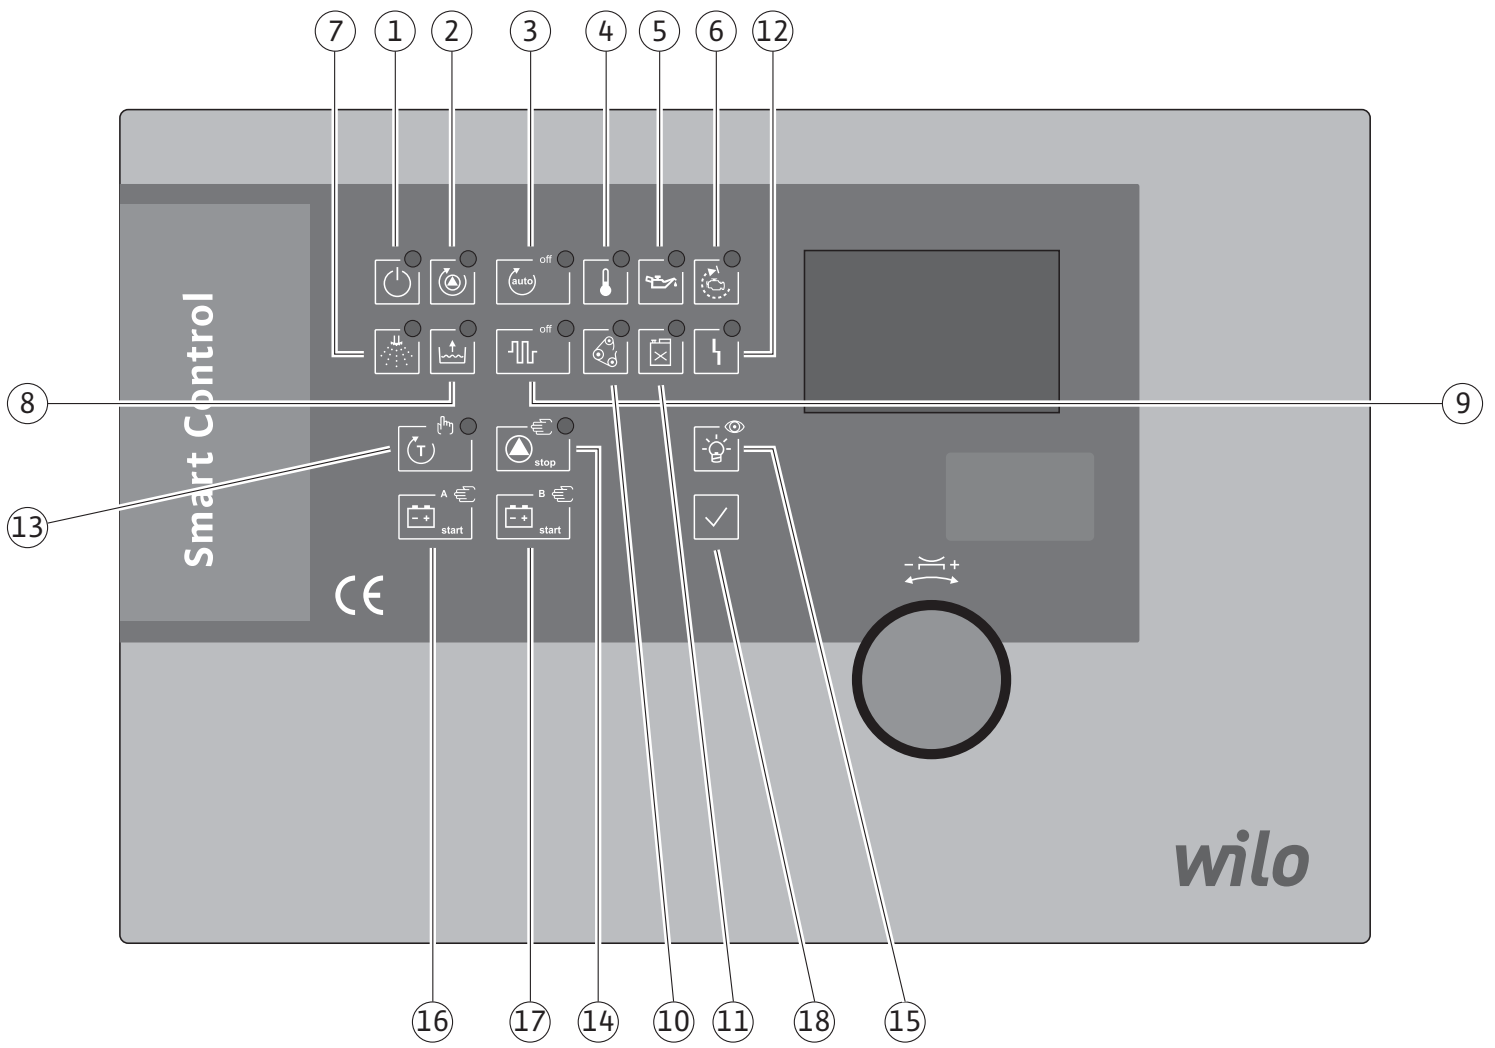 7 1 2 3 4 5 6 12
off
auto
off
8
9
T
stop
13
A
start
B
start
- +
- +
- +
Smart Control
CE
wilo
16 17 14 10 11 18 15